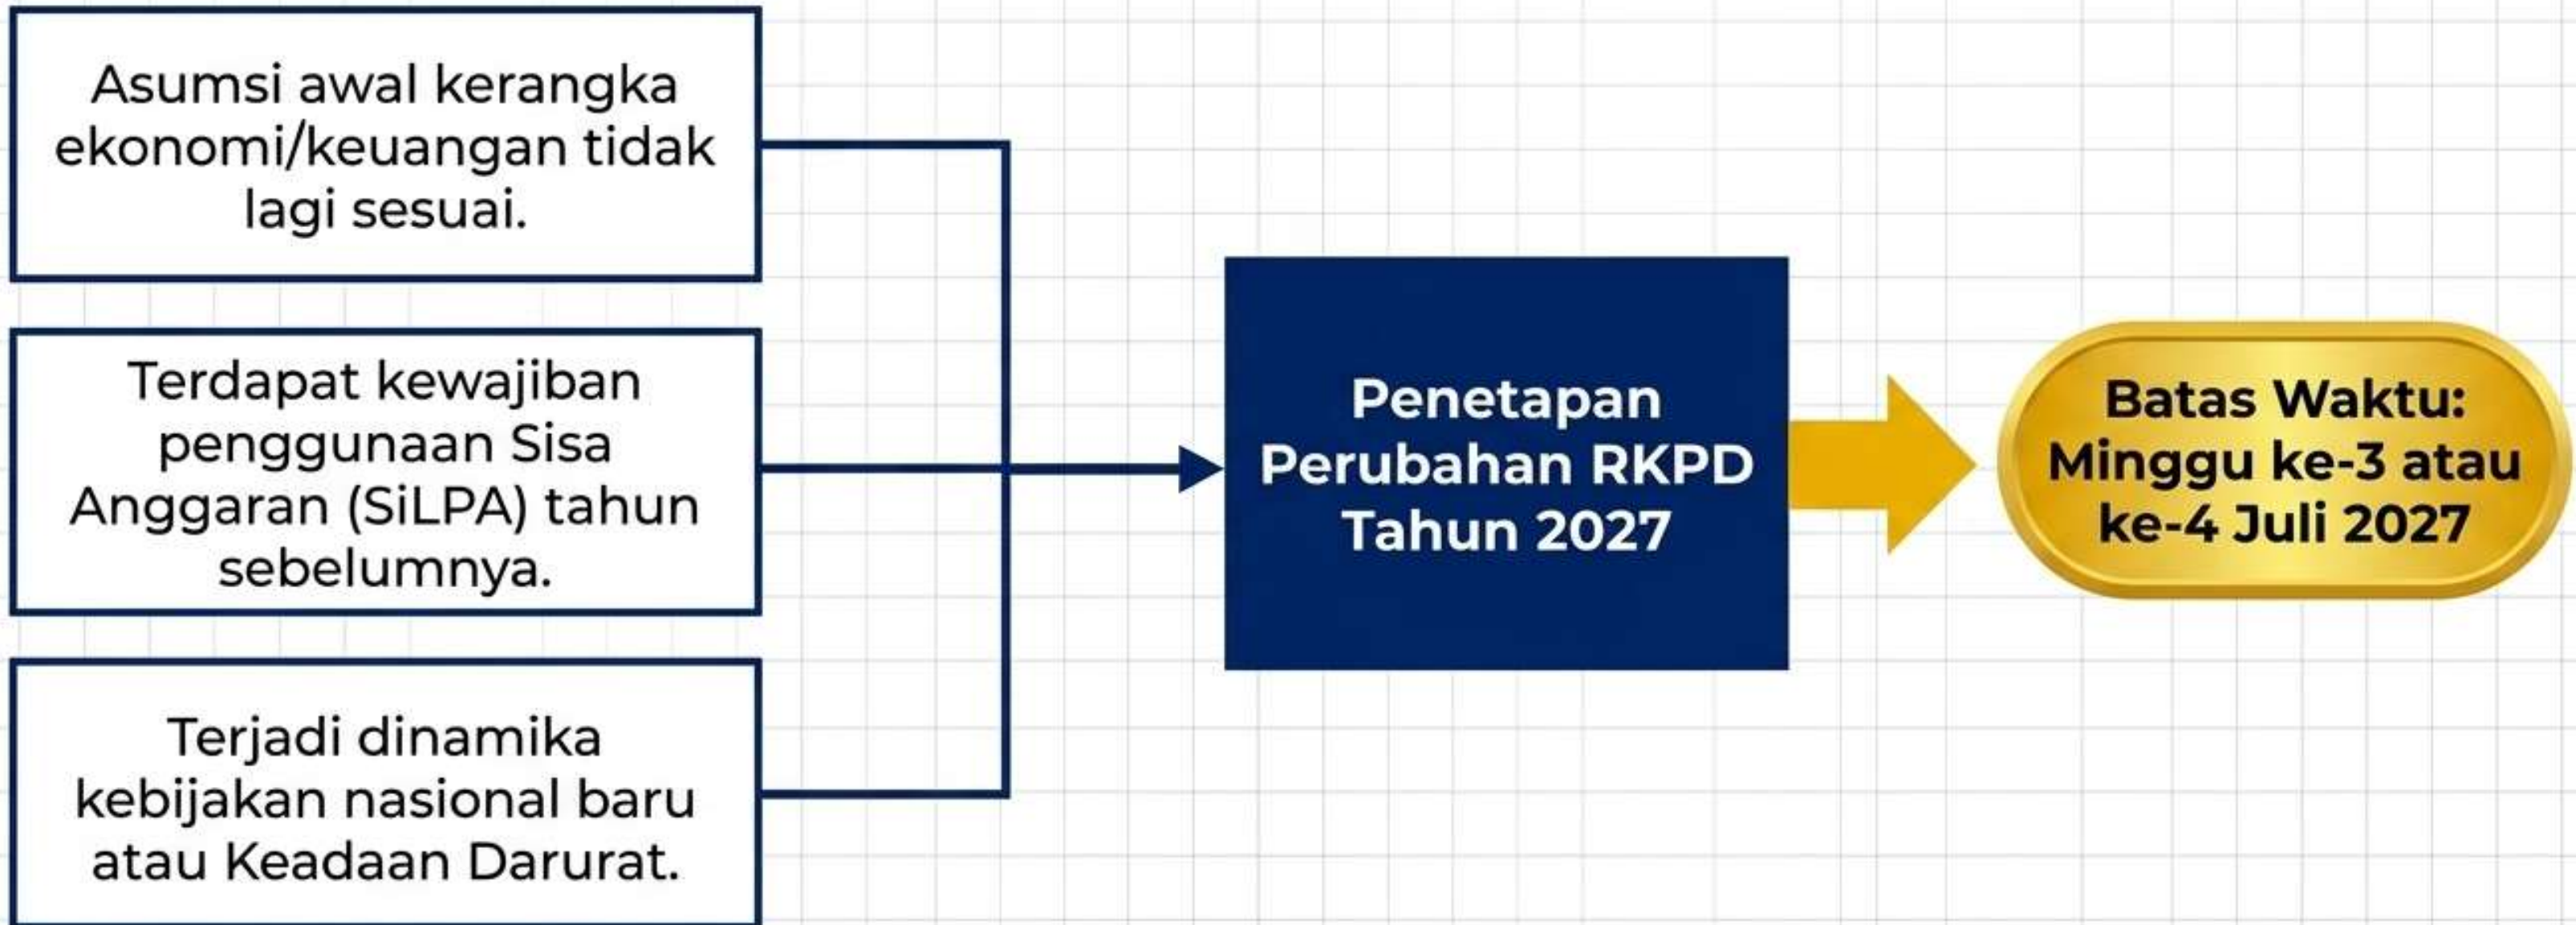 Asumsi awal kerangka
ekonomi/keuangan tidak
lagi sesuai.
Terdapat kewajiban
penggunaan Sisa
Anggaran (SiLPA) tahun
sebelumnya.
Terjadi dinamika
kebijakan nasional baru
atau Keadaan Darurat.
Penetapan
Perubahan RKPD
Tahun 2027
Batas Waktu:
Minggu ke-3 atau
ke-4 Juli 2027